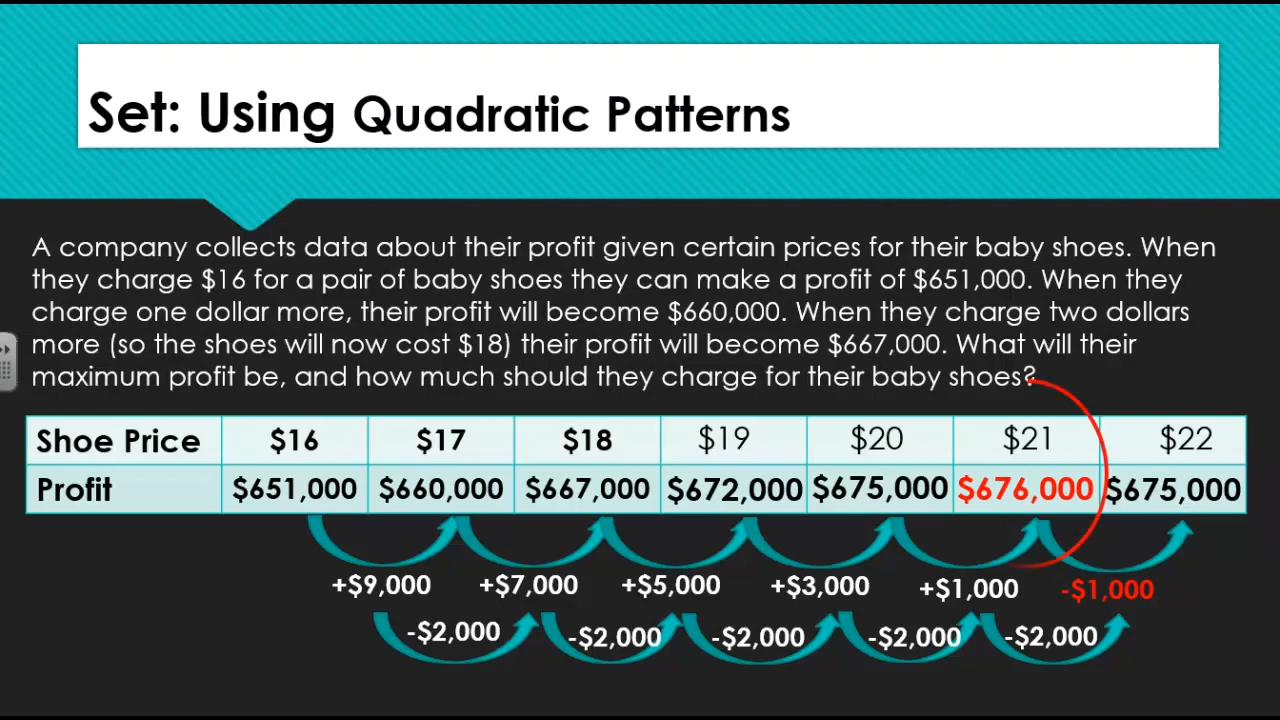 Set: Using Quadratic Patterns
A company collects data about their profit given certain prices for their baby shoes. When
they charge $16 for a pair of baby shoes they can make a profit of $651,000. When they
charge one dollar more, their profit will become $660,000. When they charge two dollars
more (so the shoes will now cost $18) their profit will become $667,000. What will their
maximum profit be, and how much should they charge for their baby shoes?
Shoe Price $16 $17 $18 $19 $20 $21 $22
Profit $651,000 $660,000 $667,000 $672,000 $675,000 $676,000 $675,000
+$9,000 +$7,000 +$5,000 +$3,000 +$1,000 -$1,000
-$2,000 -$2,000 -$2,000 -$2,000 -$2,000